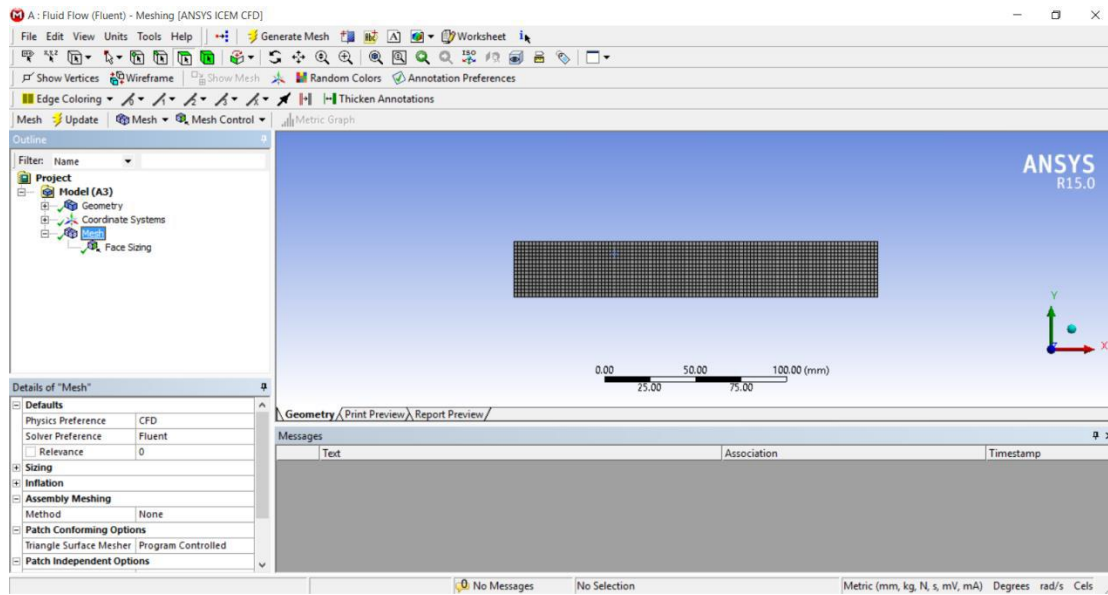 A : Fluid Flow (Fluent) - Meshing [ANSYS ICEM CFD]
File Edit View Units Tools Help Generate Mesh A Worksheet
Show Vertices Wireframe Show Mesh Random Colors Annotation Preferences
Edge Coloring Thicken Annotations
Mesh Update Mesh Mesh Control Metric Graph
Outline
Filter: Name
Project
Model (A3)
Geometry
Coordinate Systems
Mesh
Face Sizing
ANSYS
R15.0
Y
X
Z
0.00 50.00 100.00 (mm)
25.00 75.00
Geometry Print Preview Report Preview
Details of "Mesh"
Defaults
Physics Preference CFD
Solver Preference Fluent
Relevance 0
Sizing
Inflation
Assembly Meshing
Method None
Patch Conforming Options
Triangle Surface Mesher Program Controlled
Patch Independent Options
Messages
Text Association Timestamp
0 No Messages No Selection Metric (mm, kg, N, s, mV, mA) Degrees rad/s Cels